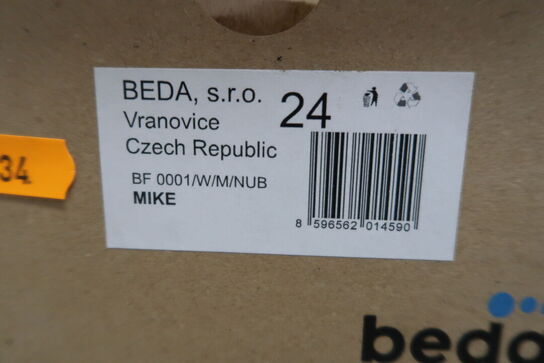 BEDA, s.r.o. 24
Vranovice
Czech Republic
BF 0001/W/M/NUB
MIKE
8 596562 014590
34
beda